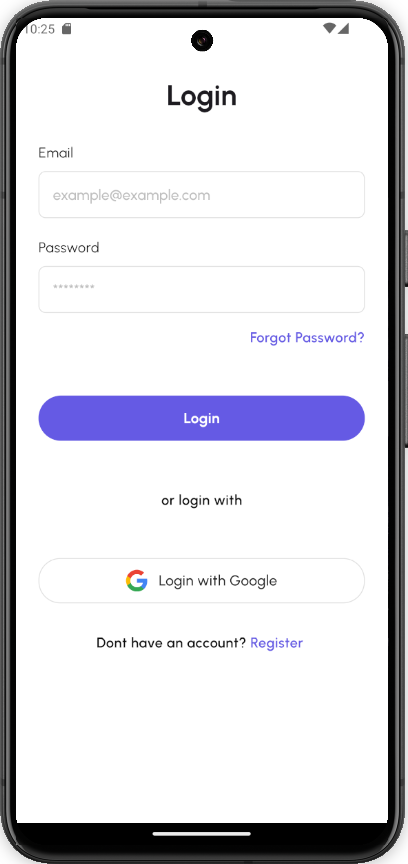 10:25
Login
Email
example@example.com
Password
********
Forgot Password?
Login
or login with
Login with Google
Dont have an account? Register